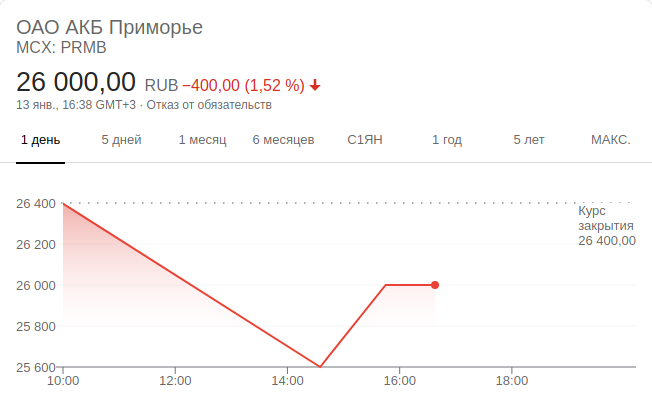 ОАО АКБ Приморье
MCX: PRMB
26 000,00 RUB −400,00 (1,52 %)
13 янв., 16:38 GMT+3 · Отказ от обязательств
1 день 5 дней 1 месяц 6 месяцев С1ЯН 1 год 5 лет МАКС.
26 400
Курс
закрытия
26 400,00
26 200
26 000
25 800
25 600
10:00 12:00 14:00 16:00 18:00